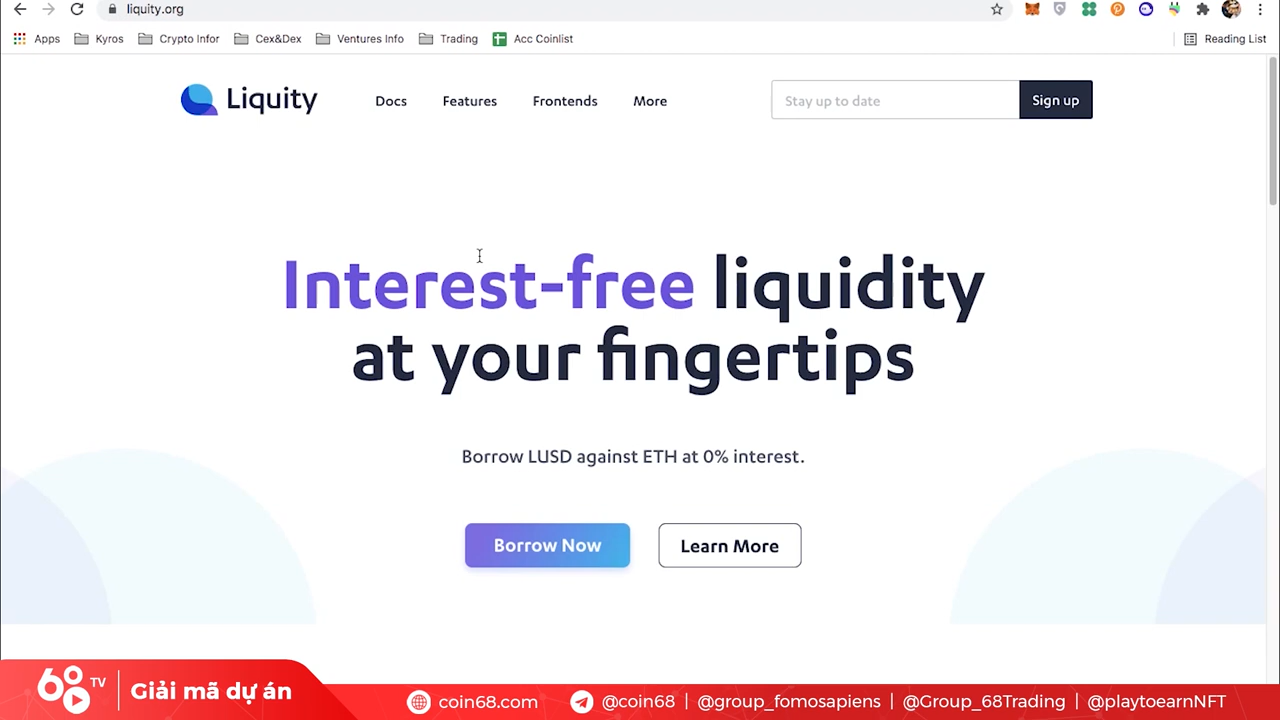 liquity.org
Apps Kyros Crypto Infor Cex&Dex Ventures Info Trading Acc Coinlist Reading List
Liquity Docs Features Frontends More Stay up to date Sign up
Interest-free liquidity
at your fingertips
Borrow LUSD against ETH at 0% interest.
Borrow Now Learn More
68 TV Giải mã dự án coin68.com @coin68 | @group_fomosapiens | @Group_68Trading | @playtoearnNFT